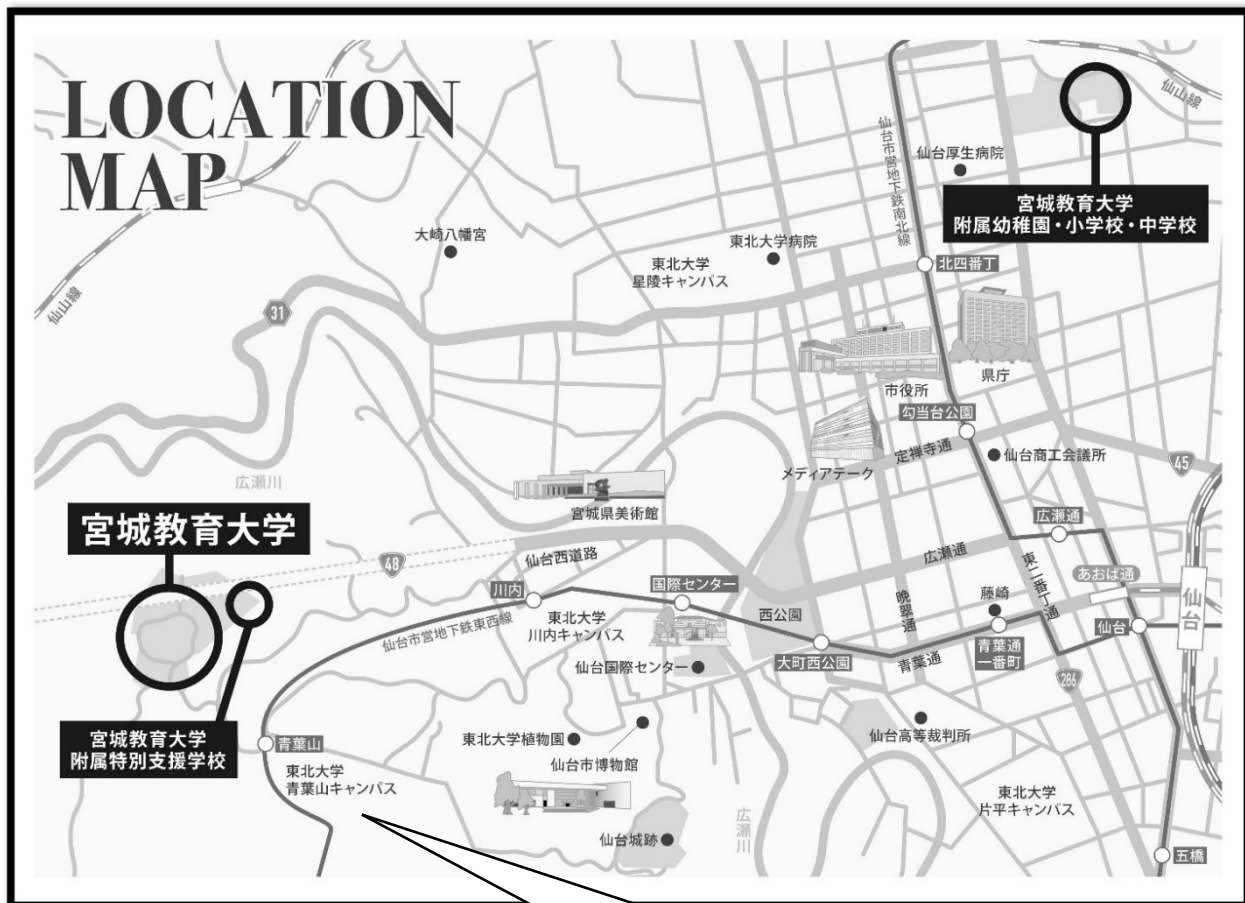 LOCATION
MAP
仙山線
仙山線
仙台市営地下鉄南北線
仙台厚生病院
宮城教育大学
附属幼稚園・小学校・中学校
大崎八幡宮
東北大学病院
東北大学
星陵キャンパス
北四番丁
31
県庁
市役所
勾当台公園
定禅寺通
仙台商工会議所
45
メディアテーク
広瀬川
宮城県美術館
宮城教育大学
広瀬通
仙台西道路
48
広瀬通
東二番丁通
あおば通
川内
国際センター
仙台
晩翠通
藤崎
西公園
仙台市営地下鉄東西線
東北大学
川内キャンパス
仙台
大町西公園
青葉通
青葉通
一番町
仙台国際センター
286
宮城教育大学
附属特別支援学校
青葉山
東北大学植物園
仙台市博物館
仙台高等裁判所
東北大学
青葉山キャンパス
東北大学
片平キャンパス
広瀬川
仙台城跡
五橋